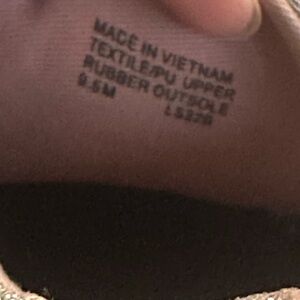 MADE IN VIETNAM
TEXTILE/PU UPPER
RUBBER OUTSOLE
9.5M